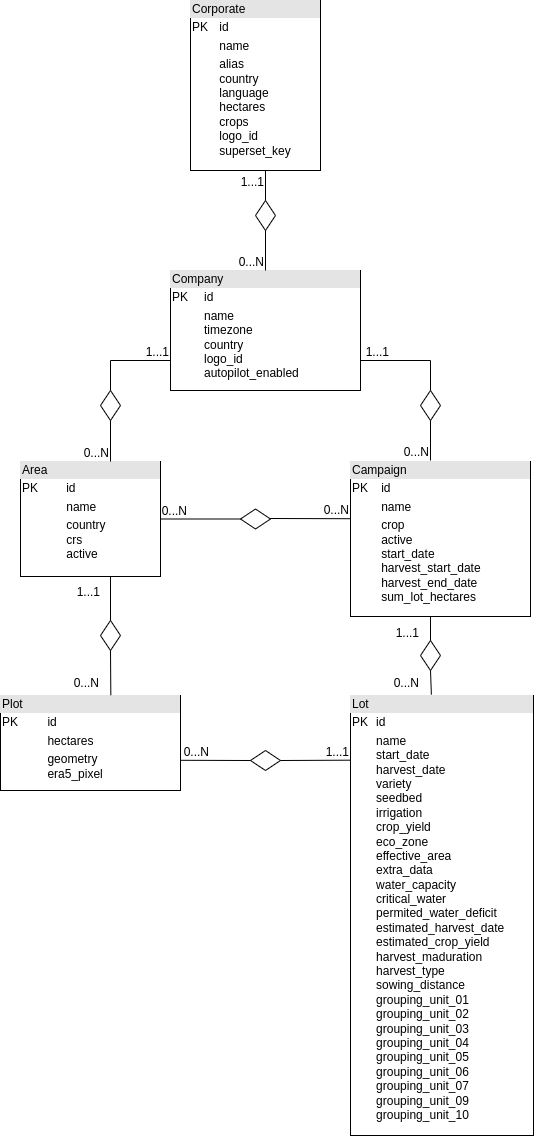 Corporate
PK id
name
alias
country
language
hectares
crops
logo_id
superset_key
1...1
0...N
Company
PK id
name
timezone
country
logo_id
autopilot_enabled
1...1
1...1
0...N
0...N
Area
PK id
name
country
crs
active
0...N
0...N
Campaign
PK id
name
crop
active
start_date
harvest_start_date
harvest_end_date
sum_lot_hectares
1...1
1...1
0...N
0...N
Plot
PK id
hectares
geometry
era5_pixel
0...N
1...1
Lot
PK id
name
start_date
harvest_date
variety
seedbed
irrigation
crop_yield
eco_zone
effective_area
extra_data
water_capacity
critical_water
permited_water_deficit
estimated_harvest_date
estimated_crop_yield
harvest_maduration
harvest_type
sowing_distance
grouping_unit_01
grouping_unit_02
grouping_unit_03
grouping_unit_04
grouping_unit_05
grouping_unit_06
grouping_unit_07
grouping_unit_09
grouping_unit_10